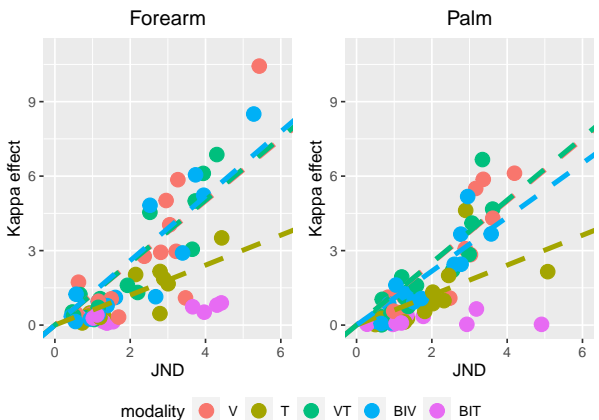 Forearm
Palm
Kappa effect
9
6
3
0
0 2 4 6
JND
Kappa effect
9
6
3
0
0 2 4 6
JND
modality V T VT BIV BIT